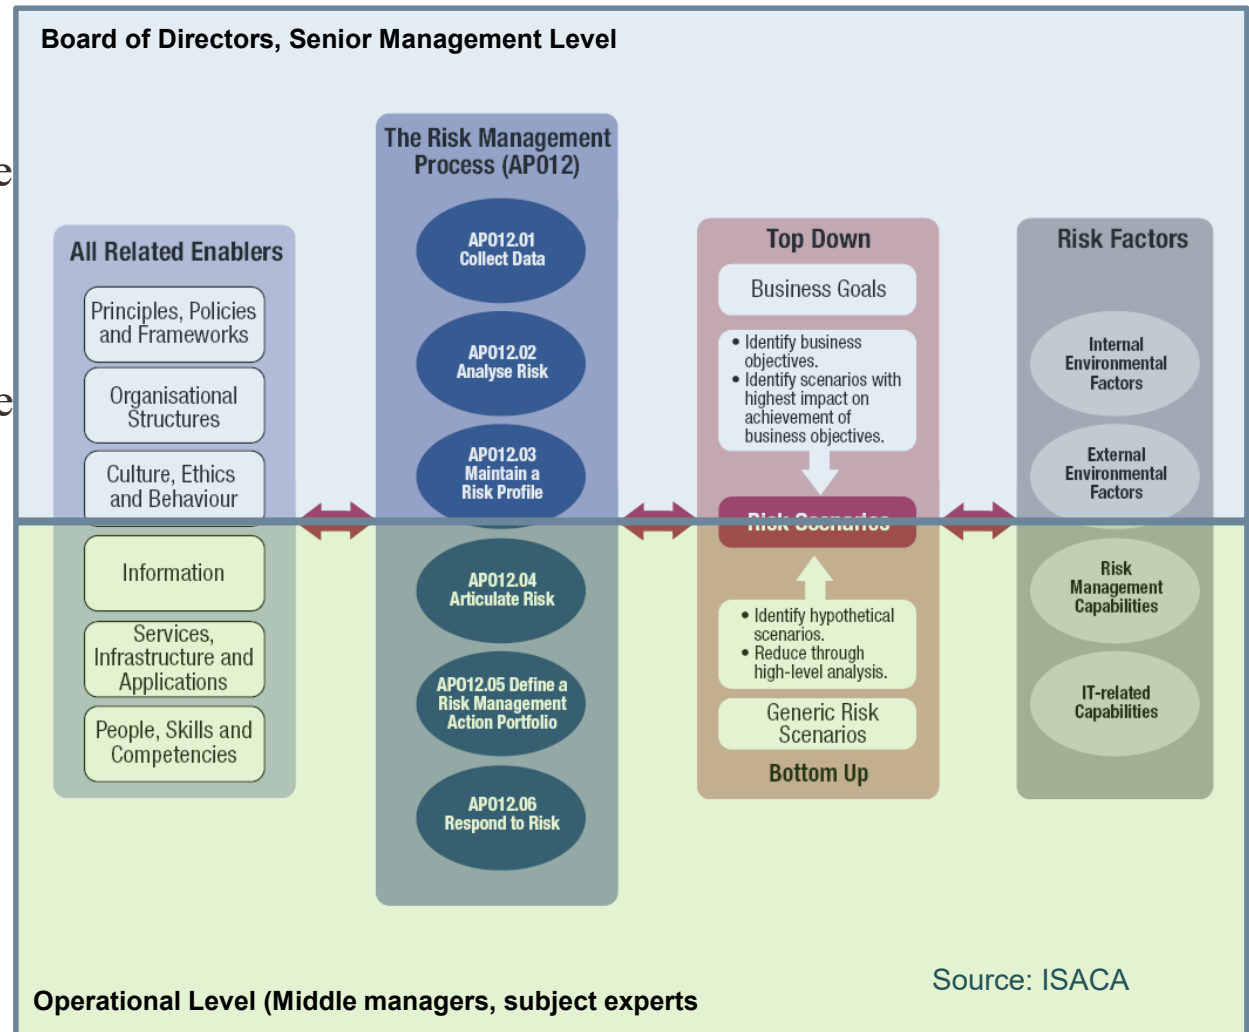 Board of Directors, Senior Management Level
e
e
All Related Enablers
Principles, Policies
and Frameworks
Organisational
Structures
Culture, Ethics
and Behaviour
Information
Services,
Infrastructure and
Applications
People, Skills and
Competencies
The Risk Management
Process (AP012)
AP012.01
Collect Data
AP012.02
Analyse Risk
AP012.03
Maintain a
Risk Profile
AP012.04
Articulate Risk
AP012.05 Define a
Risk Management
Action Portfolio
AP012.06
Respond to Risk
Top Down
Business Goals
• Identify business
objectives.
• Identify scenarios with
highest impact on
achievement of
business objectives.
Risk Scenarios
• Identify hypothetical
scenarios.
• Reduce through
high-level analysis.
Generic Risk
Scenarios
Bottom Up
Risk Factors
Internal
Environmental
Factors
External
Environmental
Factors
Risk
Management
Capabilities
IT-related
Capabilities
Source: ISACA
Operational Level (Middle managers, subject experts